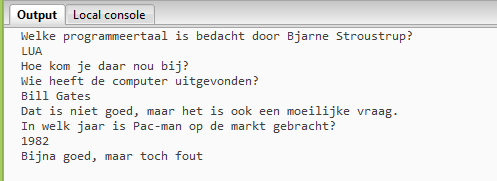 Output Local console
Welke programmeertaal is bedacht door Bjarne Stroustrup?
LUA
Hoe kom je daar nou bij?
Wie heeft de computer uitgevonden?
Bill Gates
Dat is niet goed, maar het is ook een moeilijke vraag.
In welk jaar is Pac-man op de markt gebracht?
1982
Bijna goed, maar toch fout